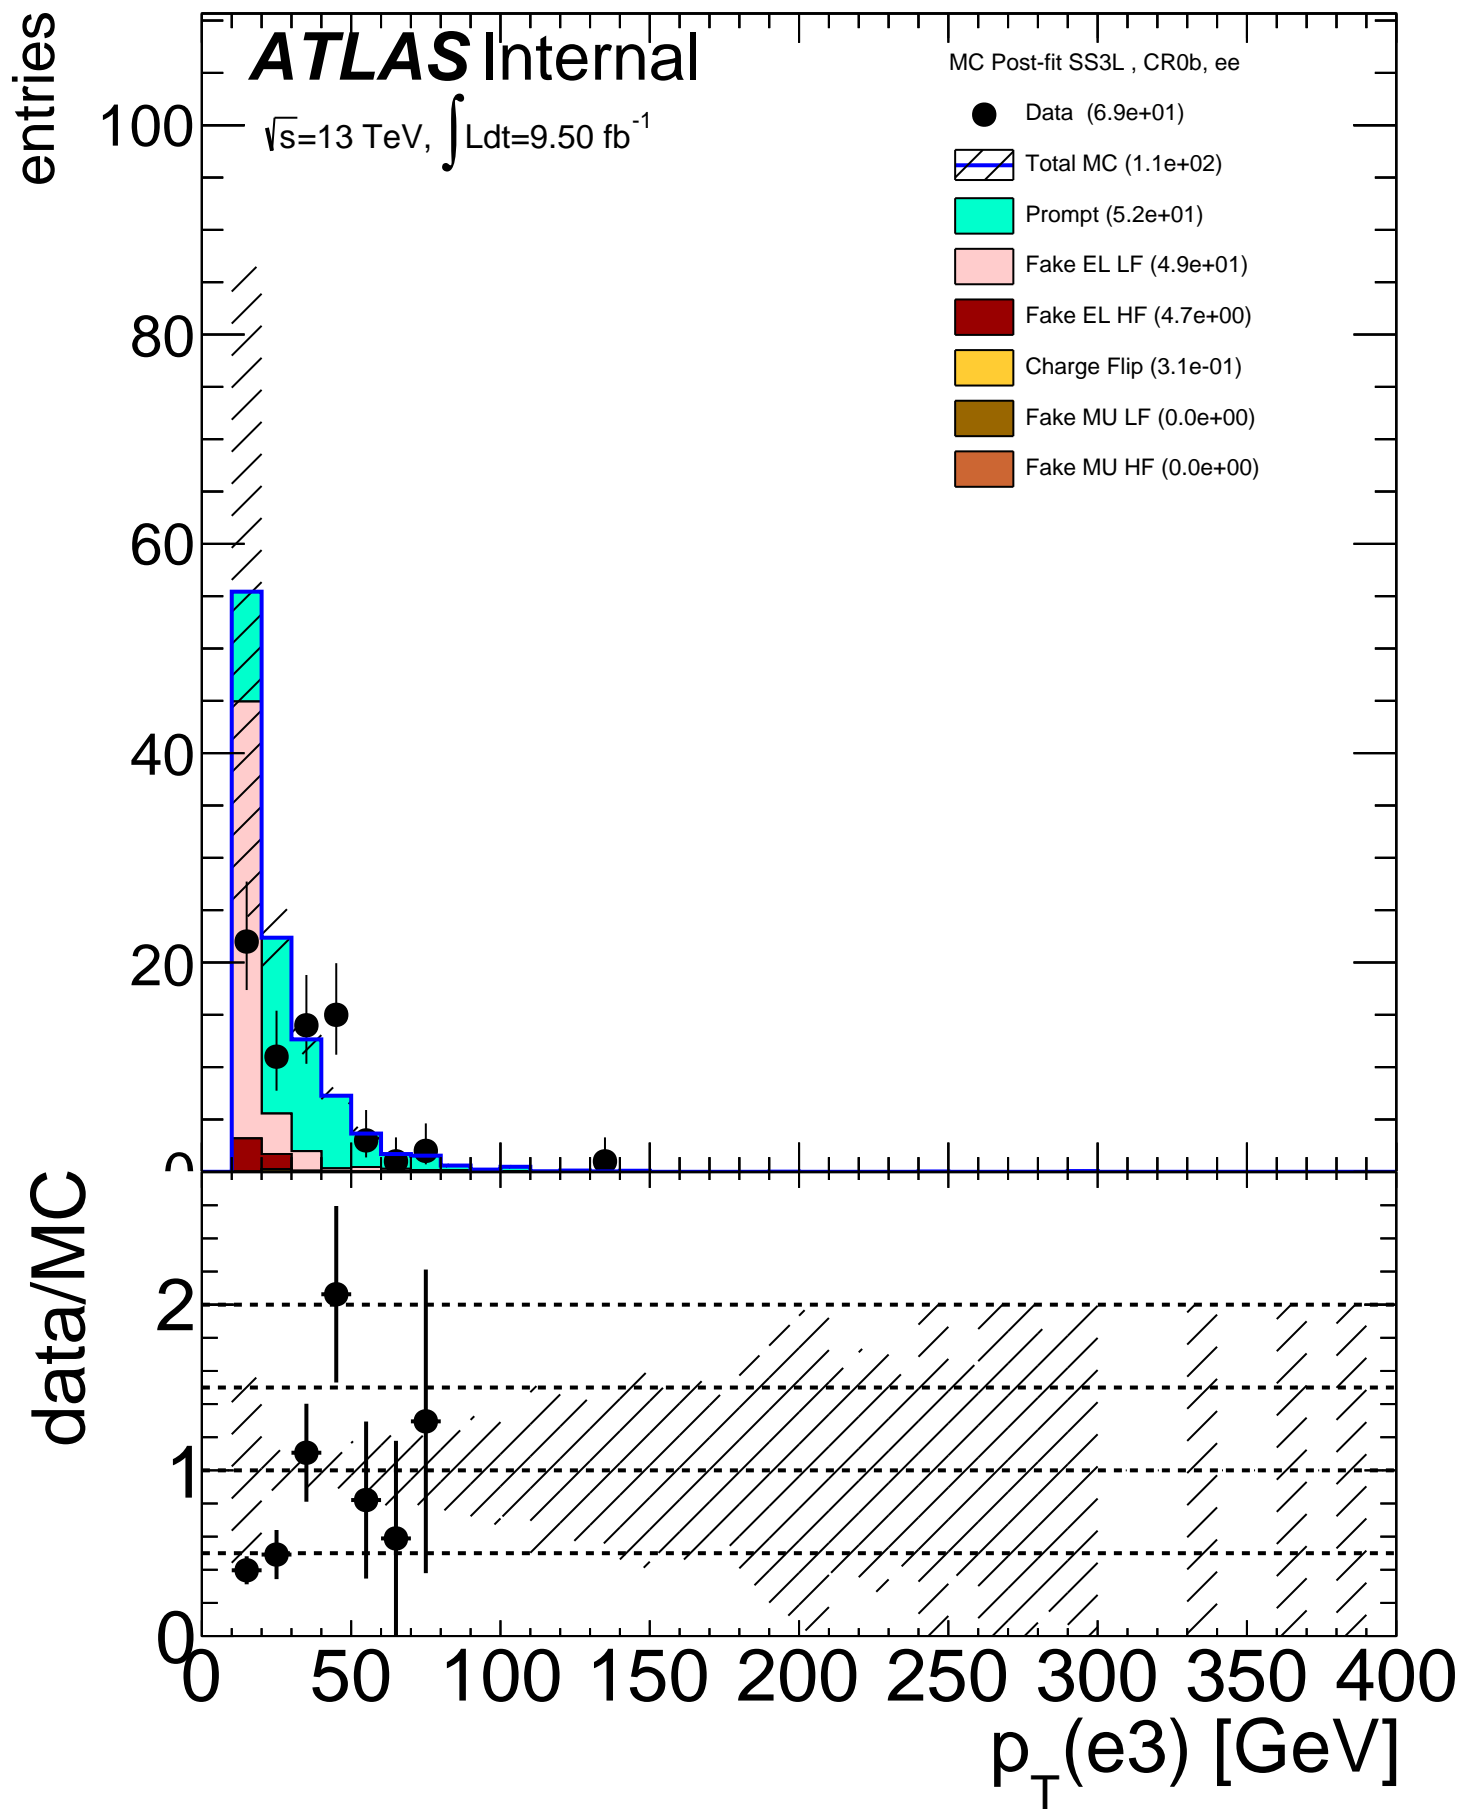 entries
ATLAS Internal
√s=13 TeV, ∫Ldt=9.50 fb⁻¹
MC Post-fit SS3L , CR0b, ee
Data (6.9e+01)
Total MC (1.1e+02)
Prompt (5.2e+01)
Fake EL LF (4.9e+01)
Fake EL HF (4.7e+00)
Charge Flip (3.1e-01)
Fake MU LF (0.0e+00)
Fake MU HF (0.0e+00)
100
80
60
40
20
0
data/MC
2
1
0
0 50 100 150 200 250 300 350 400
p_T(e3) [GeV]